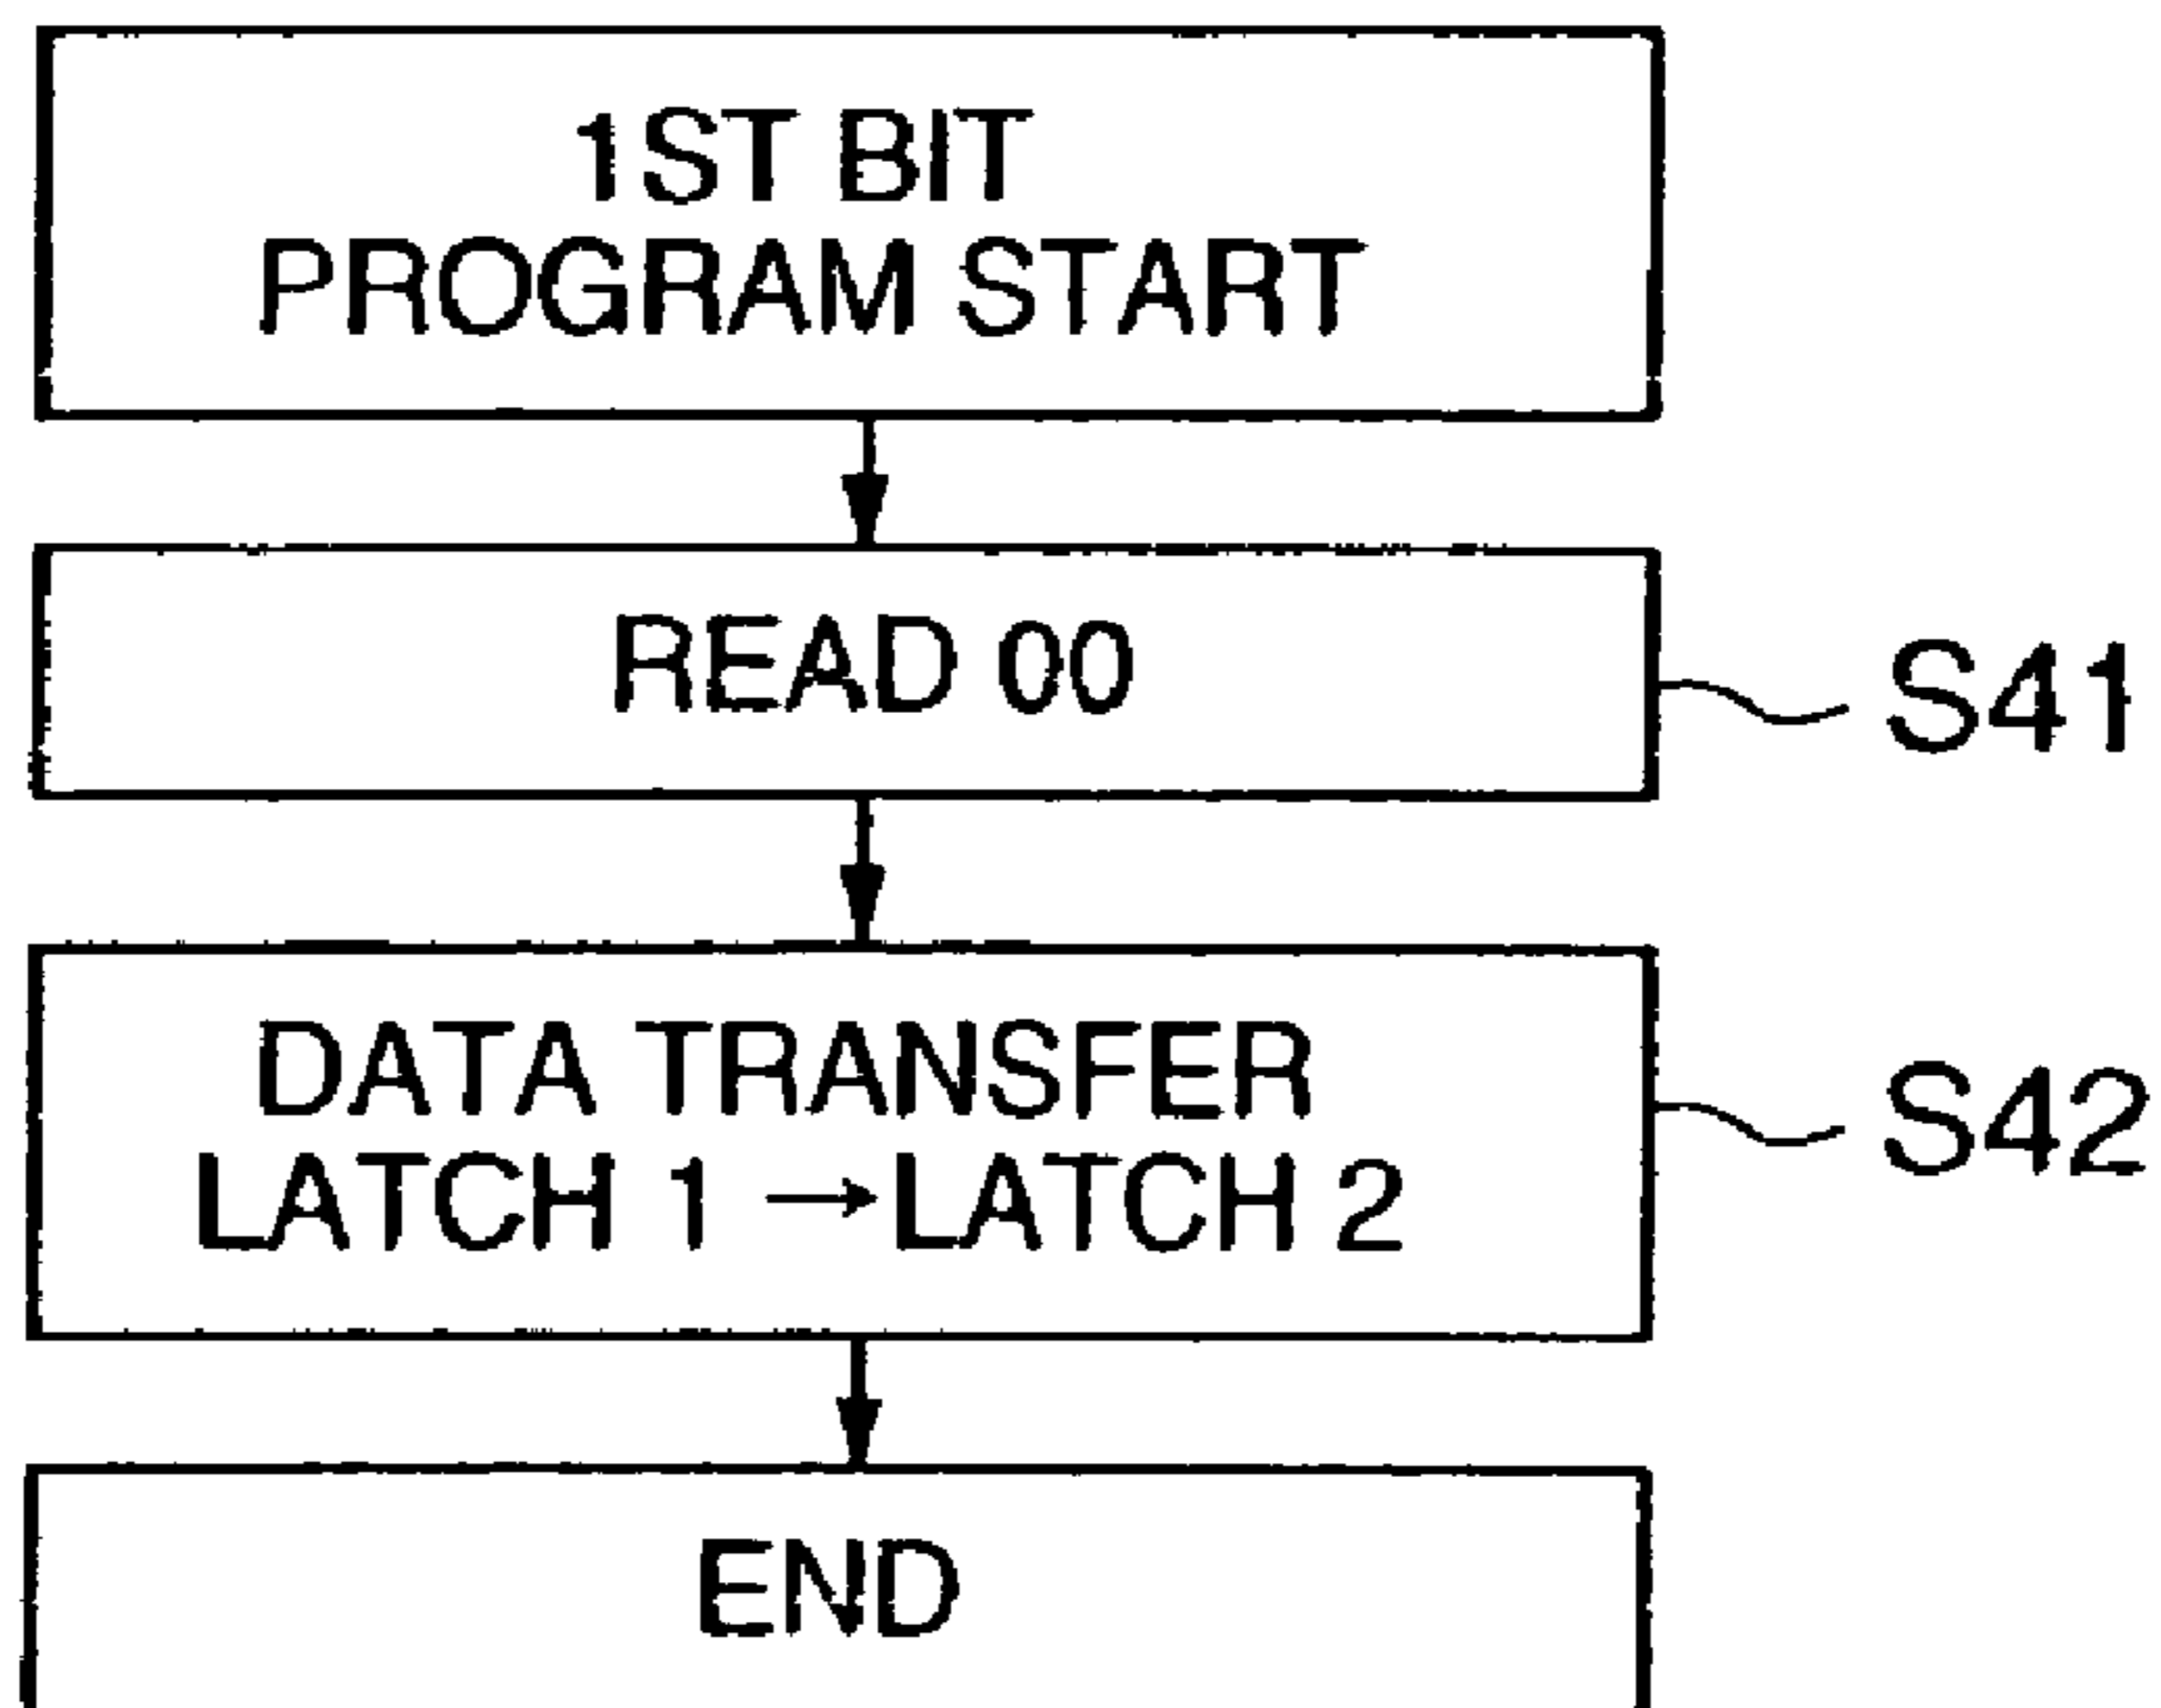 1ST BIT
PROGRAM START
READ 00
S41
DATA TRANSFER
LATCH 1 → LATCH 2
S42
END